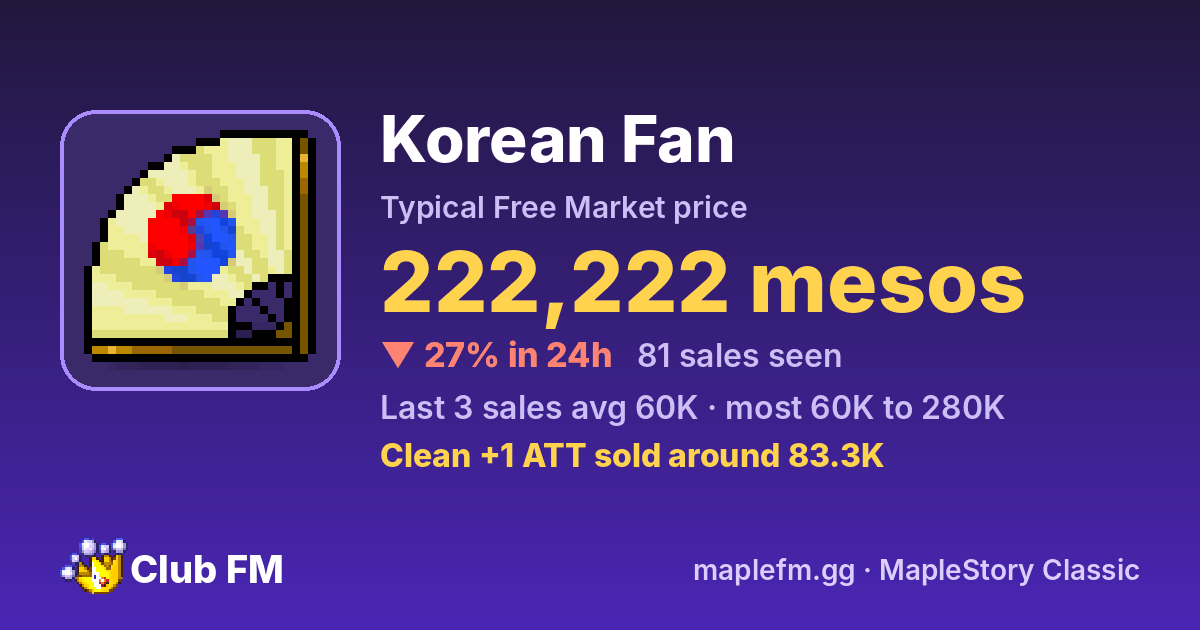 Korean Fan
Typical Free Market price
222,222 mesos
▼ 27% in 24h 81 sales seen
Last 3 sales avg 60K · most 60K to 280K
Clean +1 ATT sold around 83.3K
Club FM
maplefm.gg · MapleStory Classic